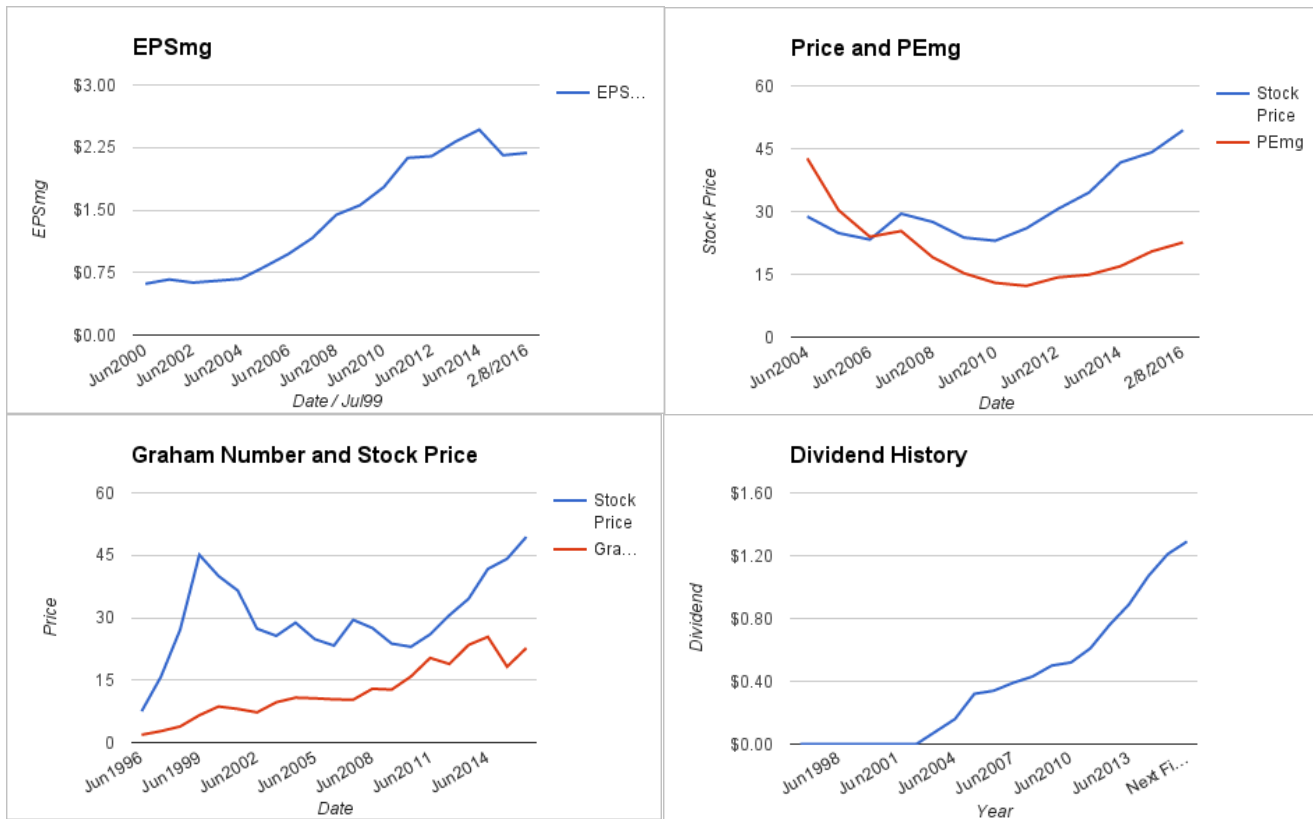 EPSmg
$3.00
$2.25
$1.50
$0.75
$0.00
EPSmg
EPS...
Jun2000
Jun2002
Jun2004
Jun2006
Jun2008
Jun2010
Jun2012
Jun2014
2/8/2016
Date / Jul99
Price and PEmg
60
45
30
15
0
Stock Price
Stock
Price
PEmg
Jun2004
Jun2006
Jun2008
Jun2010
Jun2012
Jun2014
2/8/2016
Date
Graham Number and Stock Price
60
45
30
15
0
Price
Stock
Price
Gra...
Jun1996
Jun1999
Jun2002
Jun2005
Jun2008
Jun2011
Jun2014
Date
Dividend History
$1.60
$1.20
$0.80
$0.40
$0.00
Dividend
Jun1998
Jun2001
Jun2004
Jun2007
Jun2010
Jun2013
Next Fi...
Year